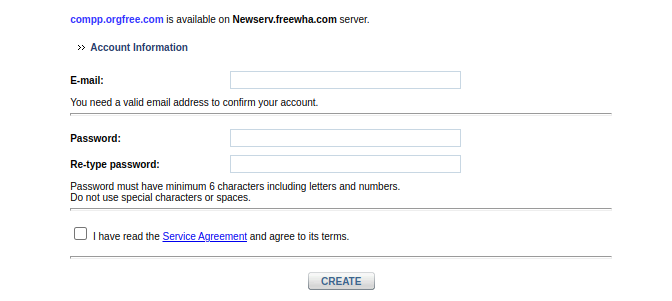 compp.orgfree.com is available on Newserv.freewha.com server.
Account Information
E-mail:
You need a valid email address to confirm your account.
Password:
Re-type password:
Password must have minimum 6 characters including letters and numbers.
Do not use special characters or spaces.
I have read the Service Agreement and agree to its terms.
CREATE